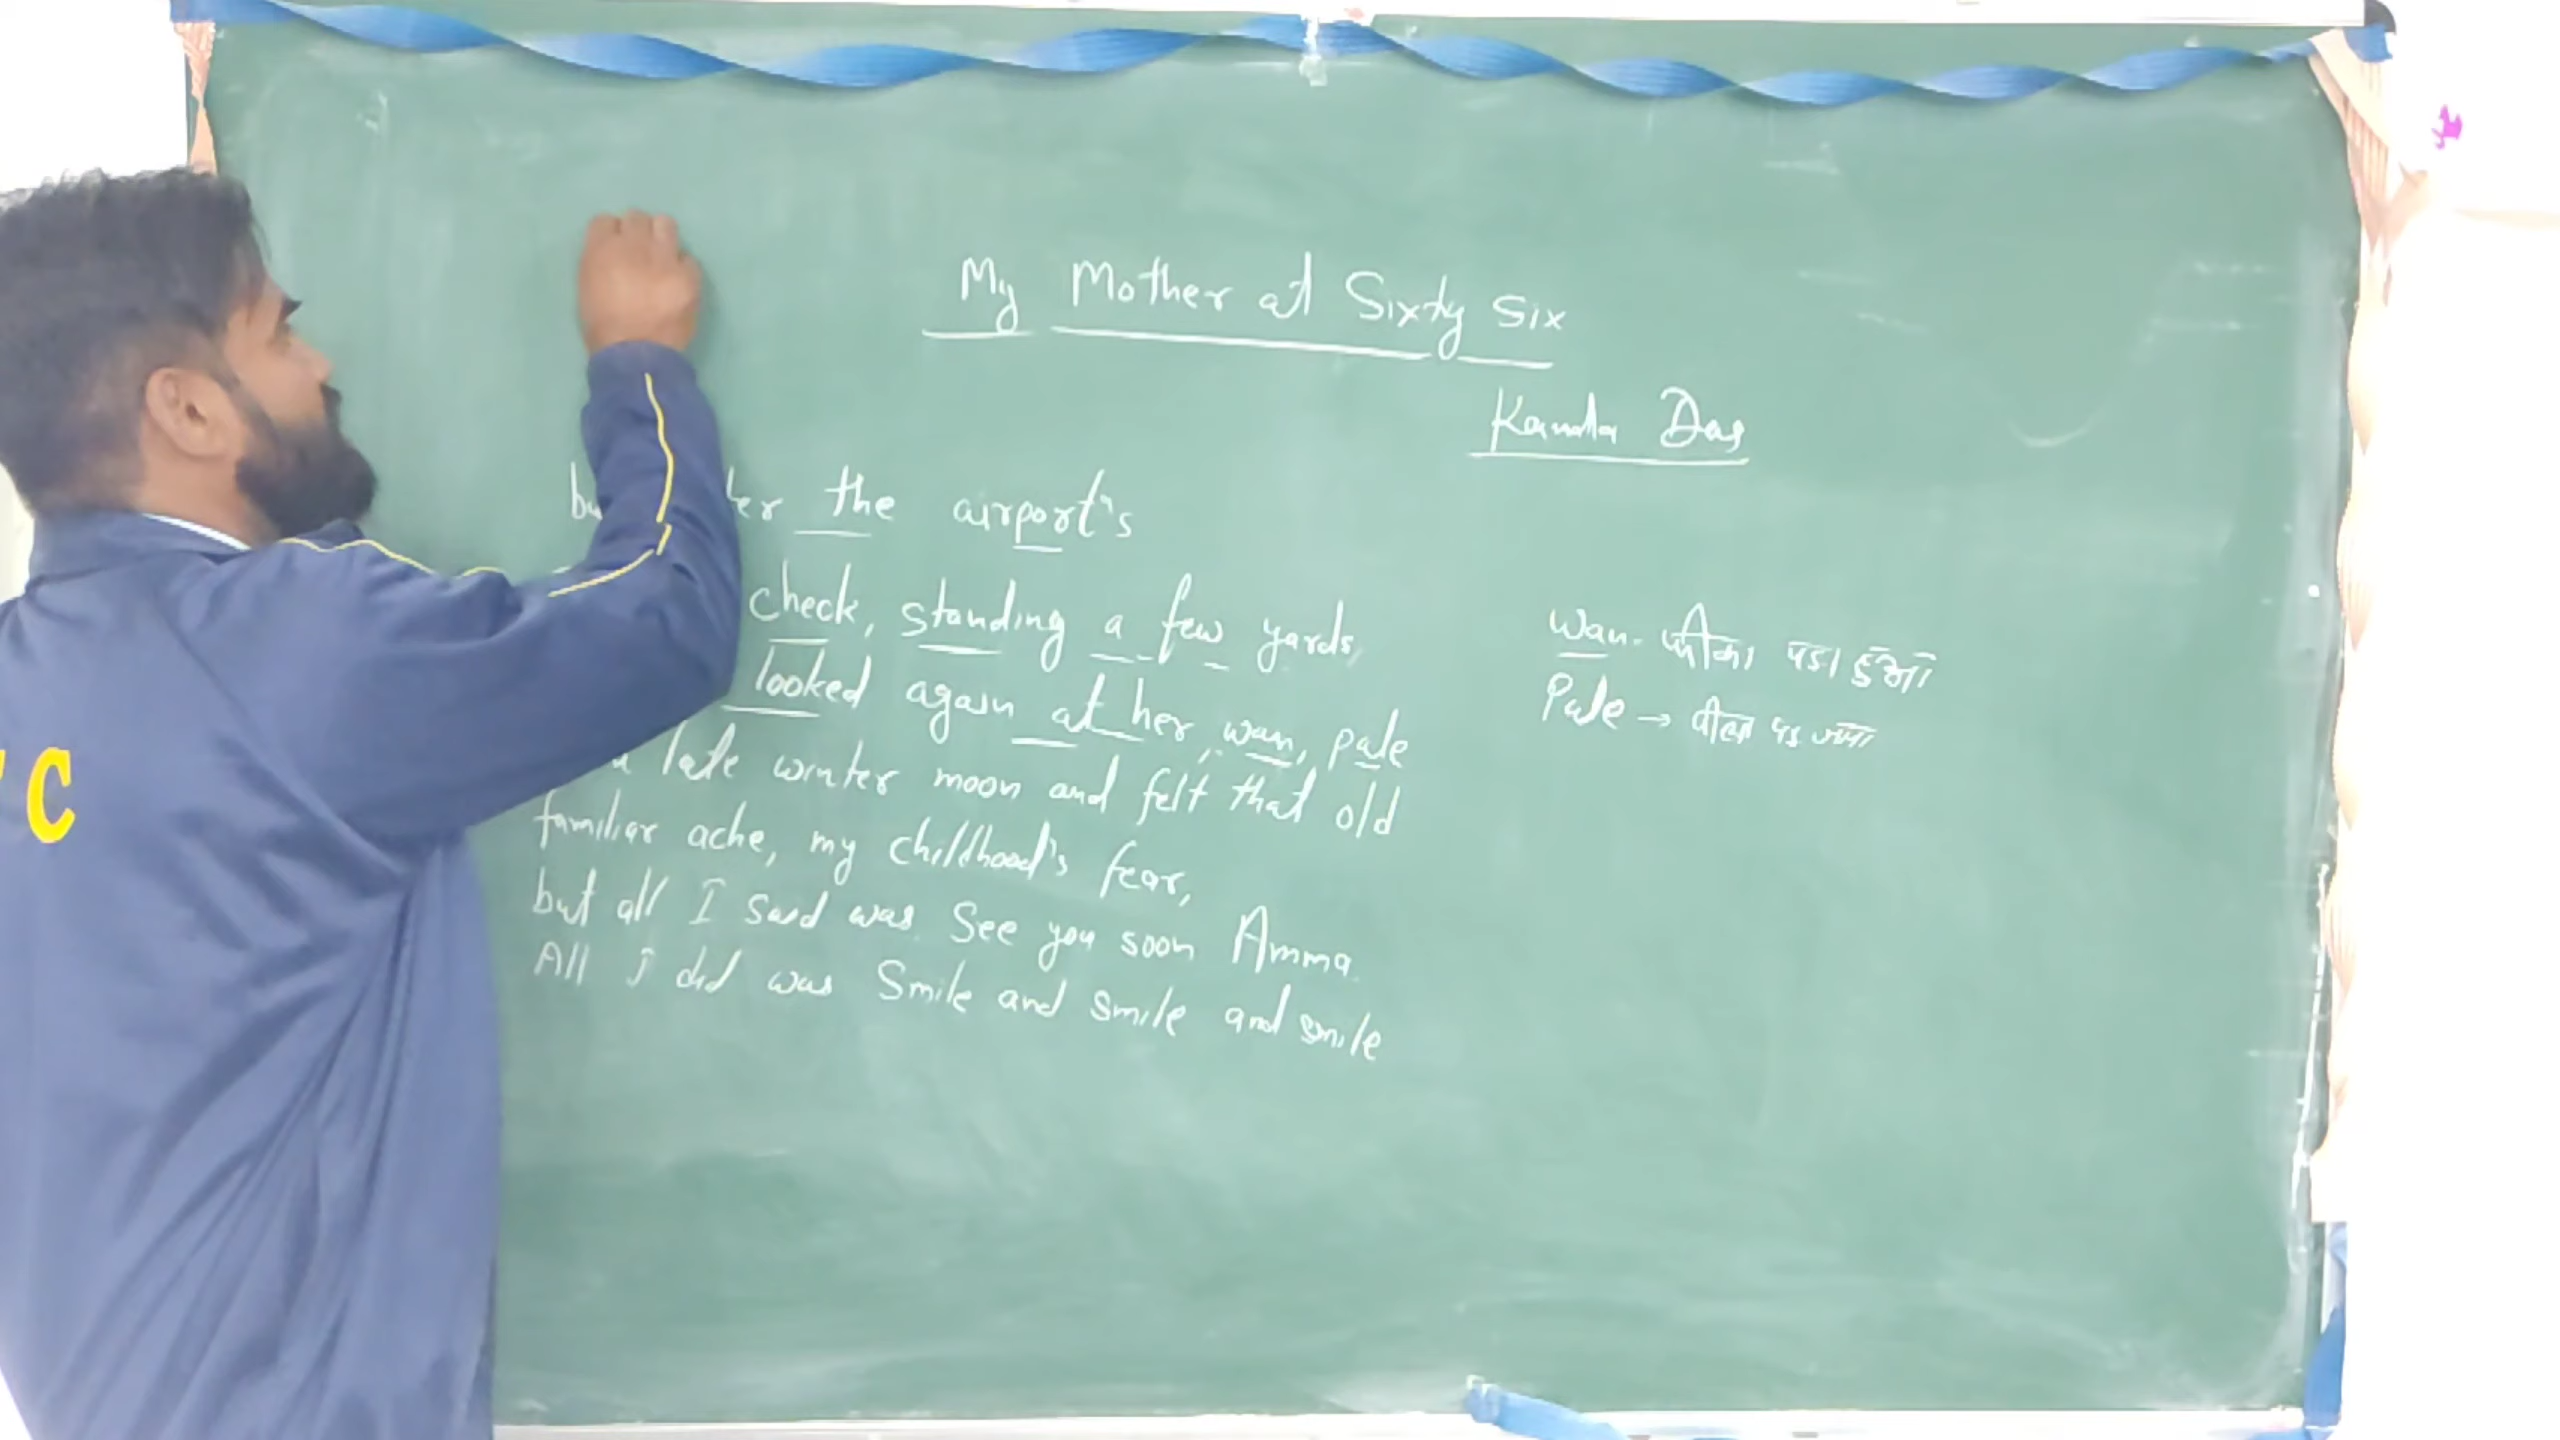 My Mother at Sixty Six
Kamla Das
the airport's
check, standing a few yards
looked again at her, wan, pale
late winter moon and felt that old
familiar ache, my childhood's fear,
but all I said was See you soon Amma
All I did was Smile and smile and smile
wan - फीका पड़ा हुआ
Pale → पीला पड़ जाना
C